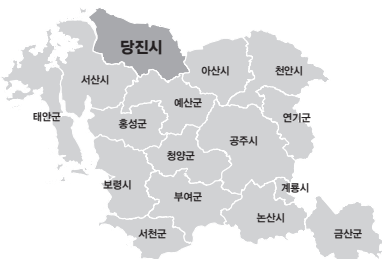 당진시
아산시
천안시
서산시
예산군
태안군
홍성군
연기군
공주시
청양군
보령시
계룡시
부여군
논산시
서천군
금산군